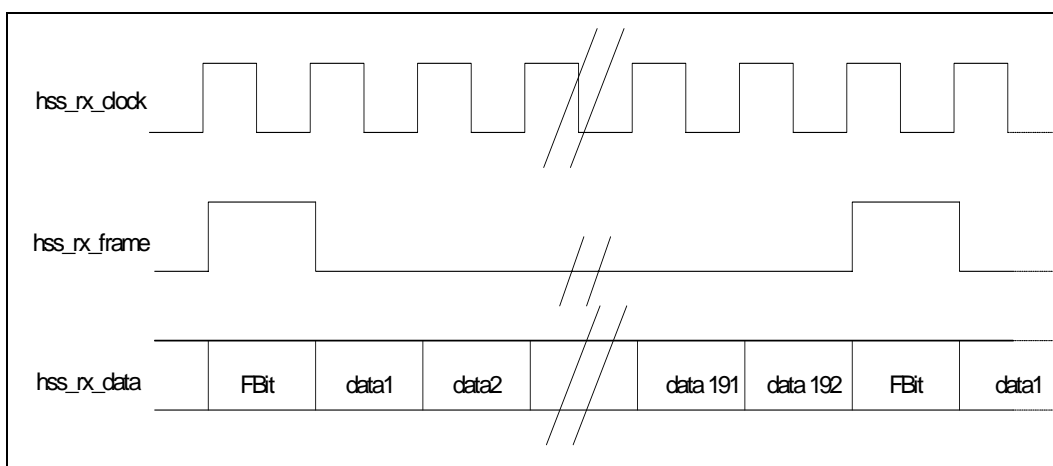 hss_rx_clock
hss_rx_frame
hss_rx_data FBit data1 data2 data 191 data 192 FBit data1